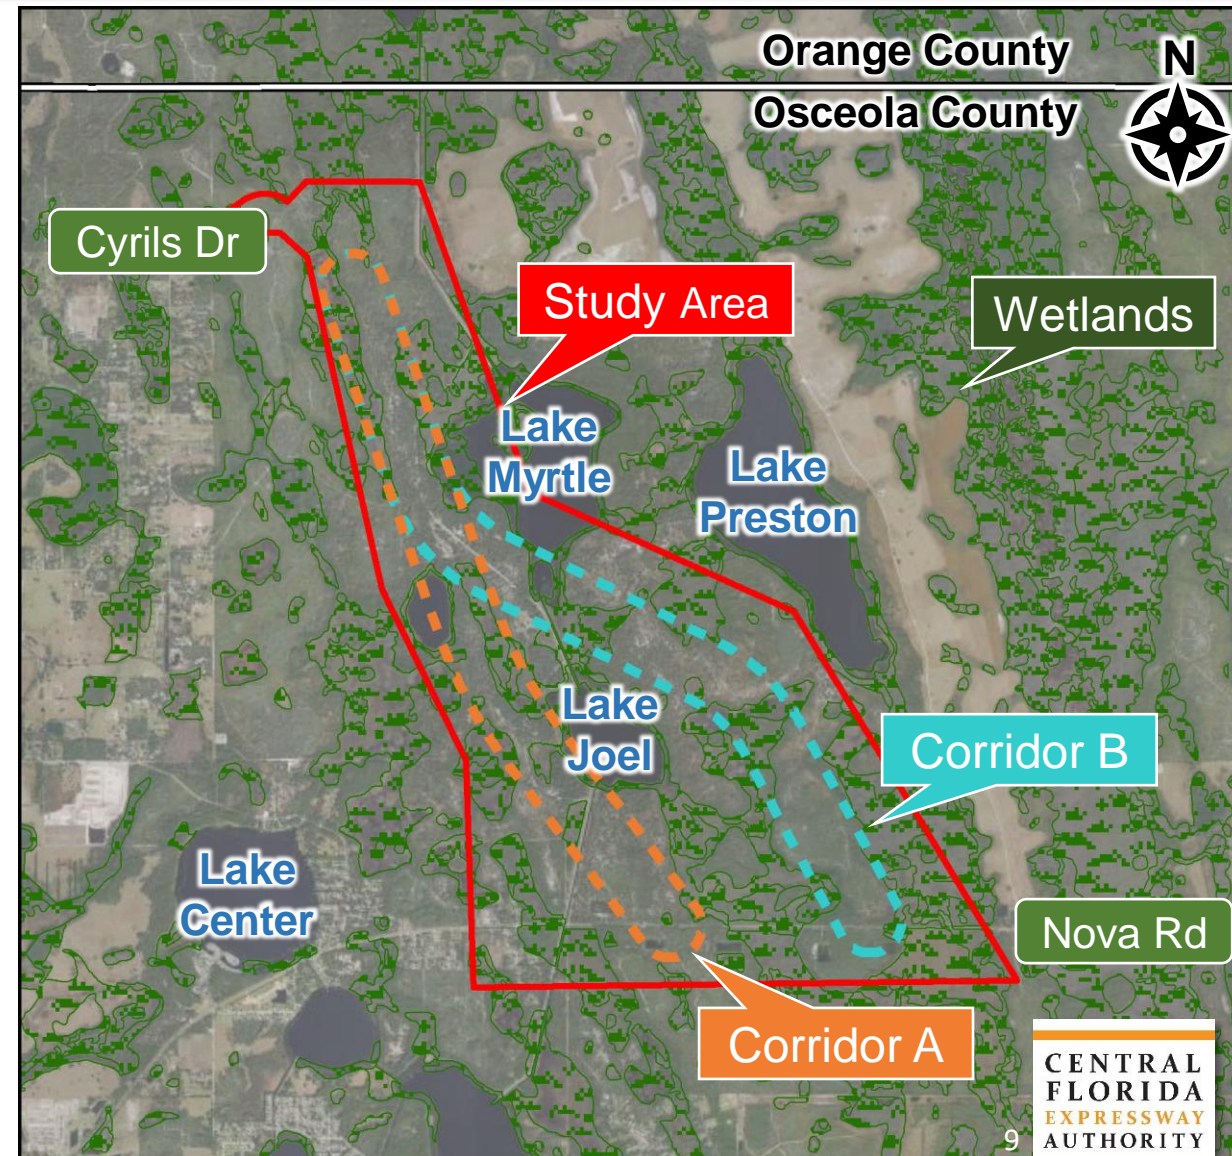 Orange County
N
Osceola County
Cyrils Dr
Study Area
Wetlands
Lake
Myrtle
Lake
Preston
Lake
Joel
Corridor B
Lake
Center
Nova Rd
Corridor A
CENTRAL
FLORIDA
EXPRESSWAY
AUTHORITY
9